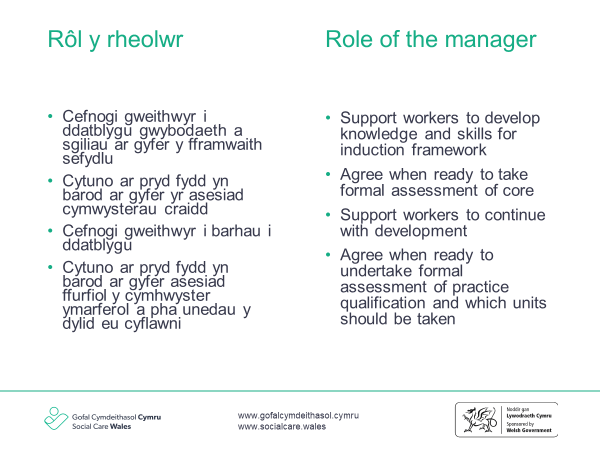 Rôl y rheolwr
• Cefnogi gweithwyr i
ddatblygu gwybodaeth a
sgiliau ar gyfer y fframwaith
sefydlu
• Cytuno ar pryd fydd yn
barod ar gyfer yr asesiad
cymwysterau craidd
• Cefnogi gweithwyr i barhau i
ddatblygu
• Cytuno ar pryd fydd yn
barod ar gyfer asesiad
ffurfiol y cymhwyster
ymarferol a pha unedau y
dylid eu cyflawni
Role of the manager
• Support workers to develop
knowledge and skills for
induction framework
• Agree when ready to take
formal assessment of core
• Support workers to continue
with development
• Agree when ready to
undertake formal
assessment of practice
qualification and which units
should be taken
Gofal Cymdeithasol Cymru
Social Care Wales
www.gofalcymdeithasol.cymru
www.socialcare.wales
Noddir gan
Lywodraeth Cymru
Sponsored by
Welsh Government